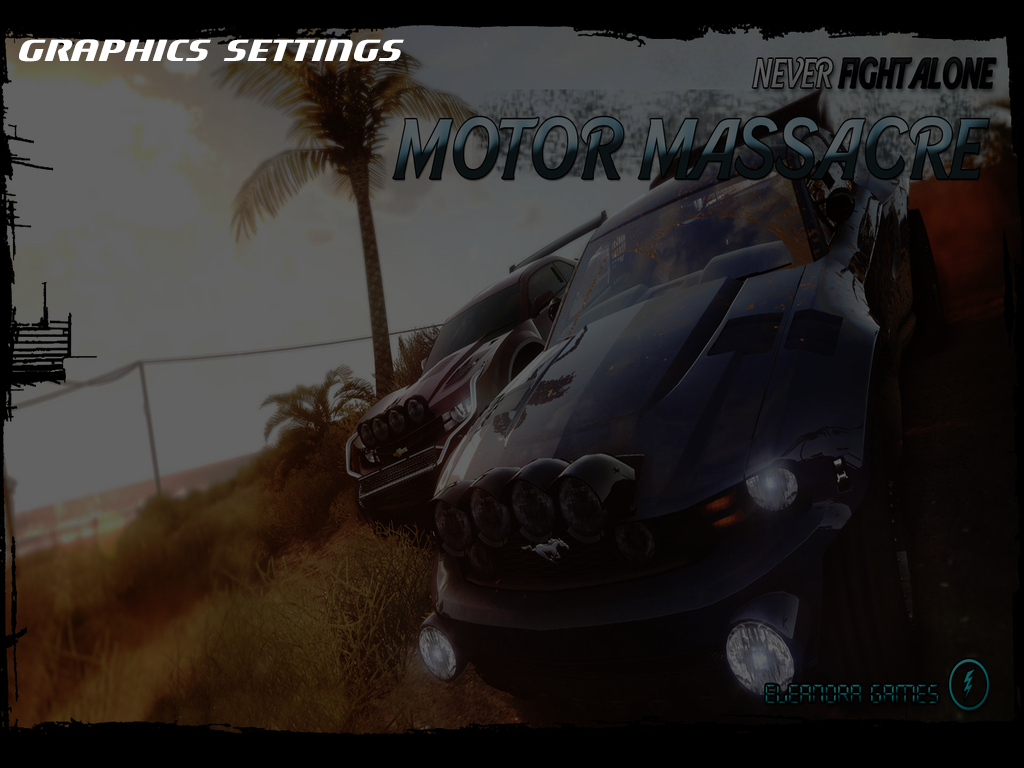 GRAPHICS SETTINGS
NEVER FIGHT ALONE
MOTOR MASSACRE
ELEANORA GAMES